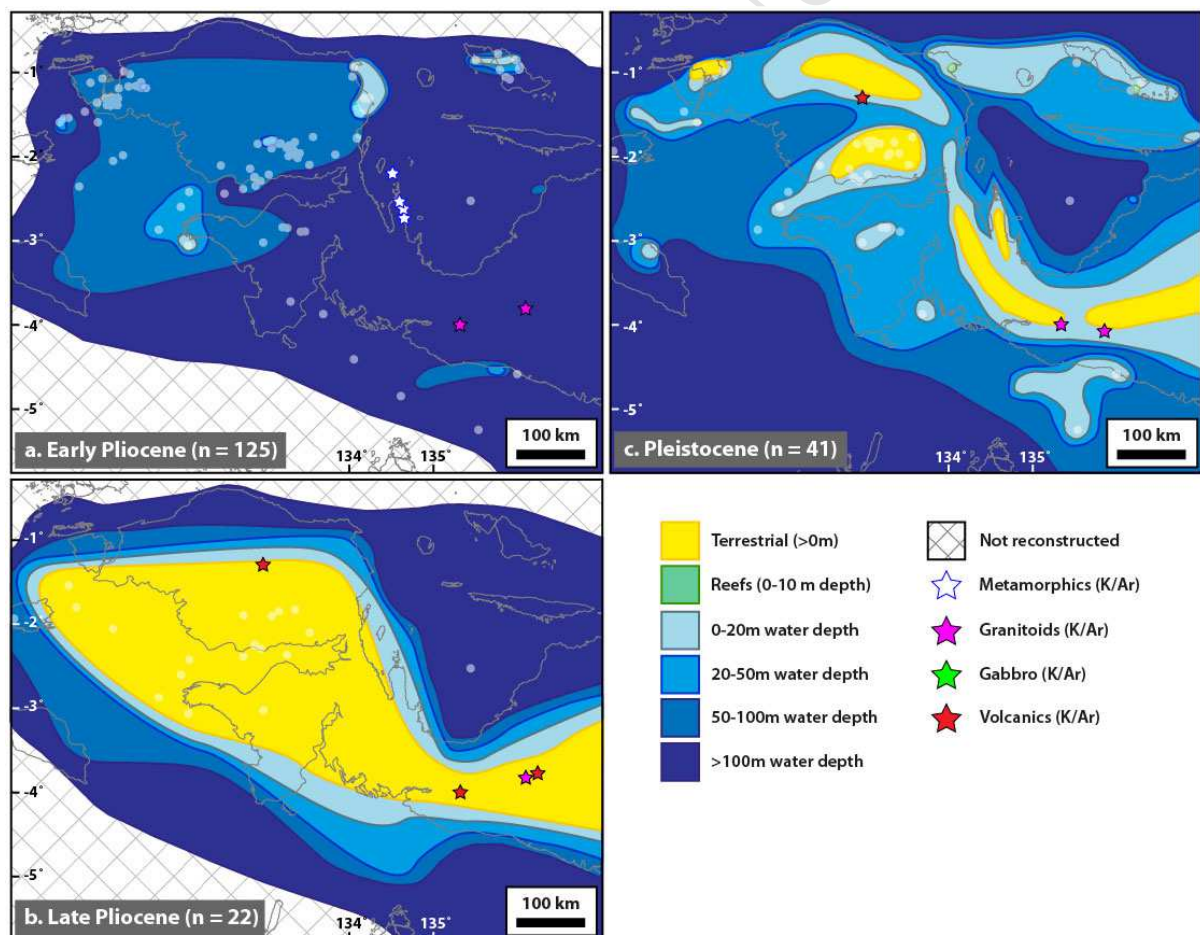 -1°
-2°
-3°
-4°
-5°
134°
135°
100 km
a. Early Pliocene (n = 125)
-1°
-2°
-3°
-4°
-5°
134°
135°
100 km
c. Pleistocene (n = 41)
-1°
-2°
-3°
-4°
-5°
134°
135°
100 km
b. Late Pliocene (n = 22)
Terrestrial (>0m)
Reefs (0-10 m depth)
0-20m water depth
20-50m water depth
50-100m water depth
>100m water depth
Not reconstructed
Metamorphics (K/Ar)
Granitoids (K/Ar)
Gabbro (K/Ar)
Volcanics (K/Ar)